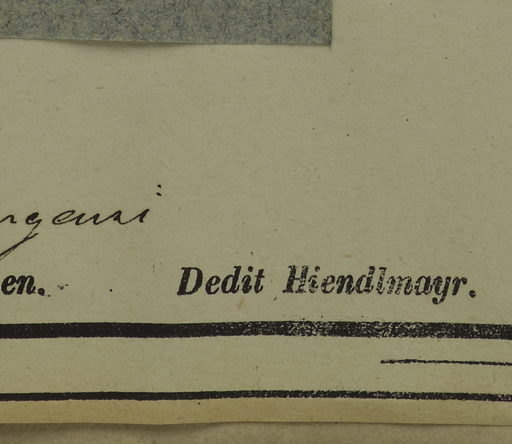 en. Dedit Hiendlmayr.